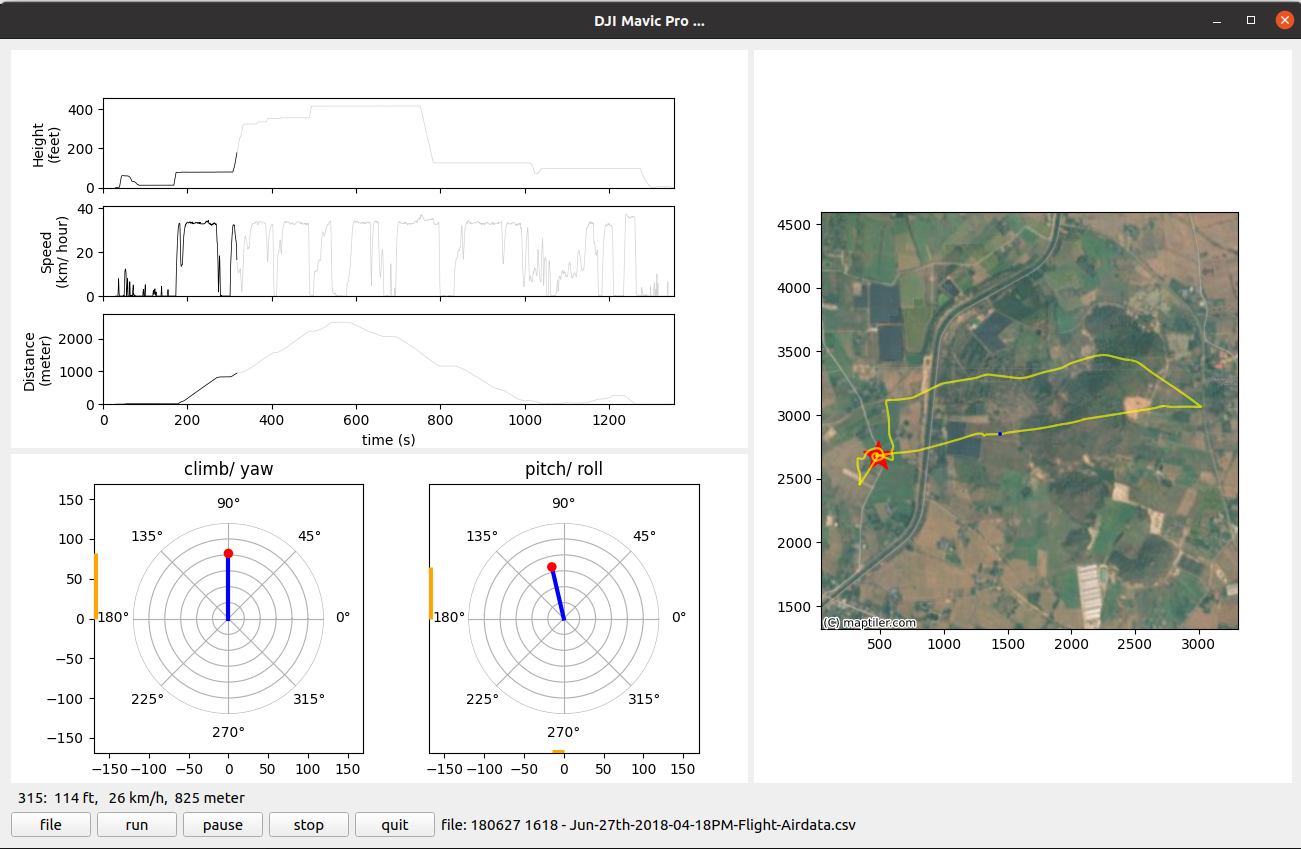 DJI Mavic Pro ...
Height
(feet)
400
200
0
Speed
(km/ hour)
40
20
0
Distance
(meter)
2000
1000
0
0 200 400 600 800 1000 1200
time (s)
climb/ yaw
150
100
50
0
−50
−100
−150
90°
135° 45°
180° 0°
225° 315°
270°
−150 −100 −50 0 50 100 150
pitch/ roll
90°
135° 45°
180° 0°
225° 315°
270°
−150 −100 −50 0 50 100 150
4500
4000
3500
3000
2500
2000
1500
(C) maptiler.com
500 1000 1500 2000 2500 3000
315: 114 ft, 26 km/h, 825 meter
file run pause stop quit file: 180627 1618 - Jun-27th-2018-04-18PM-Flight-Airdata.csv